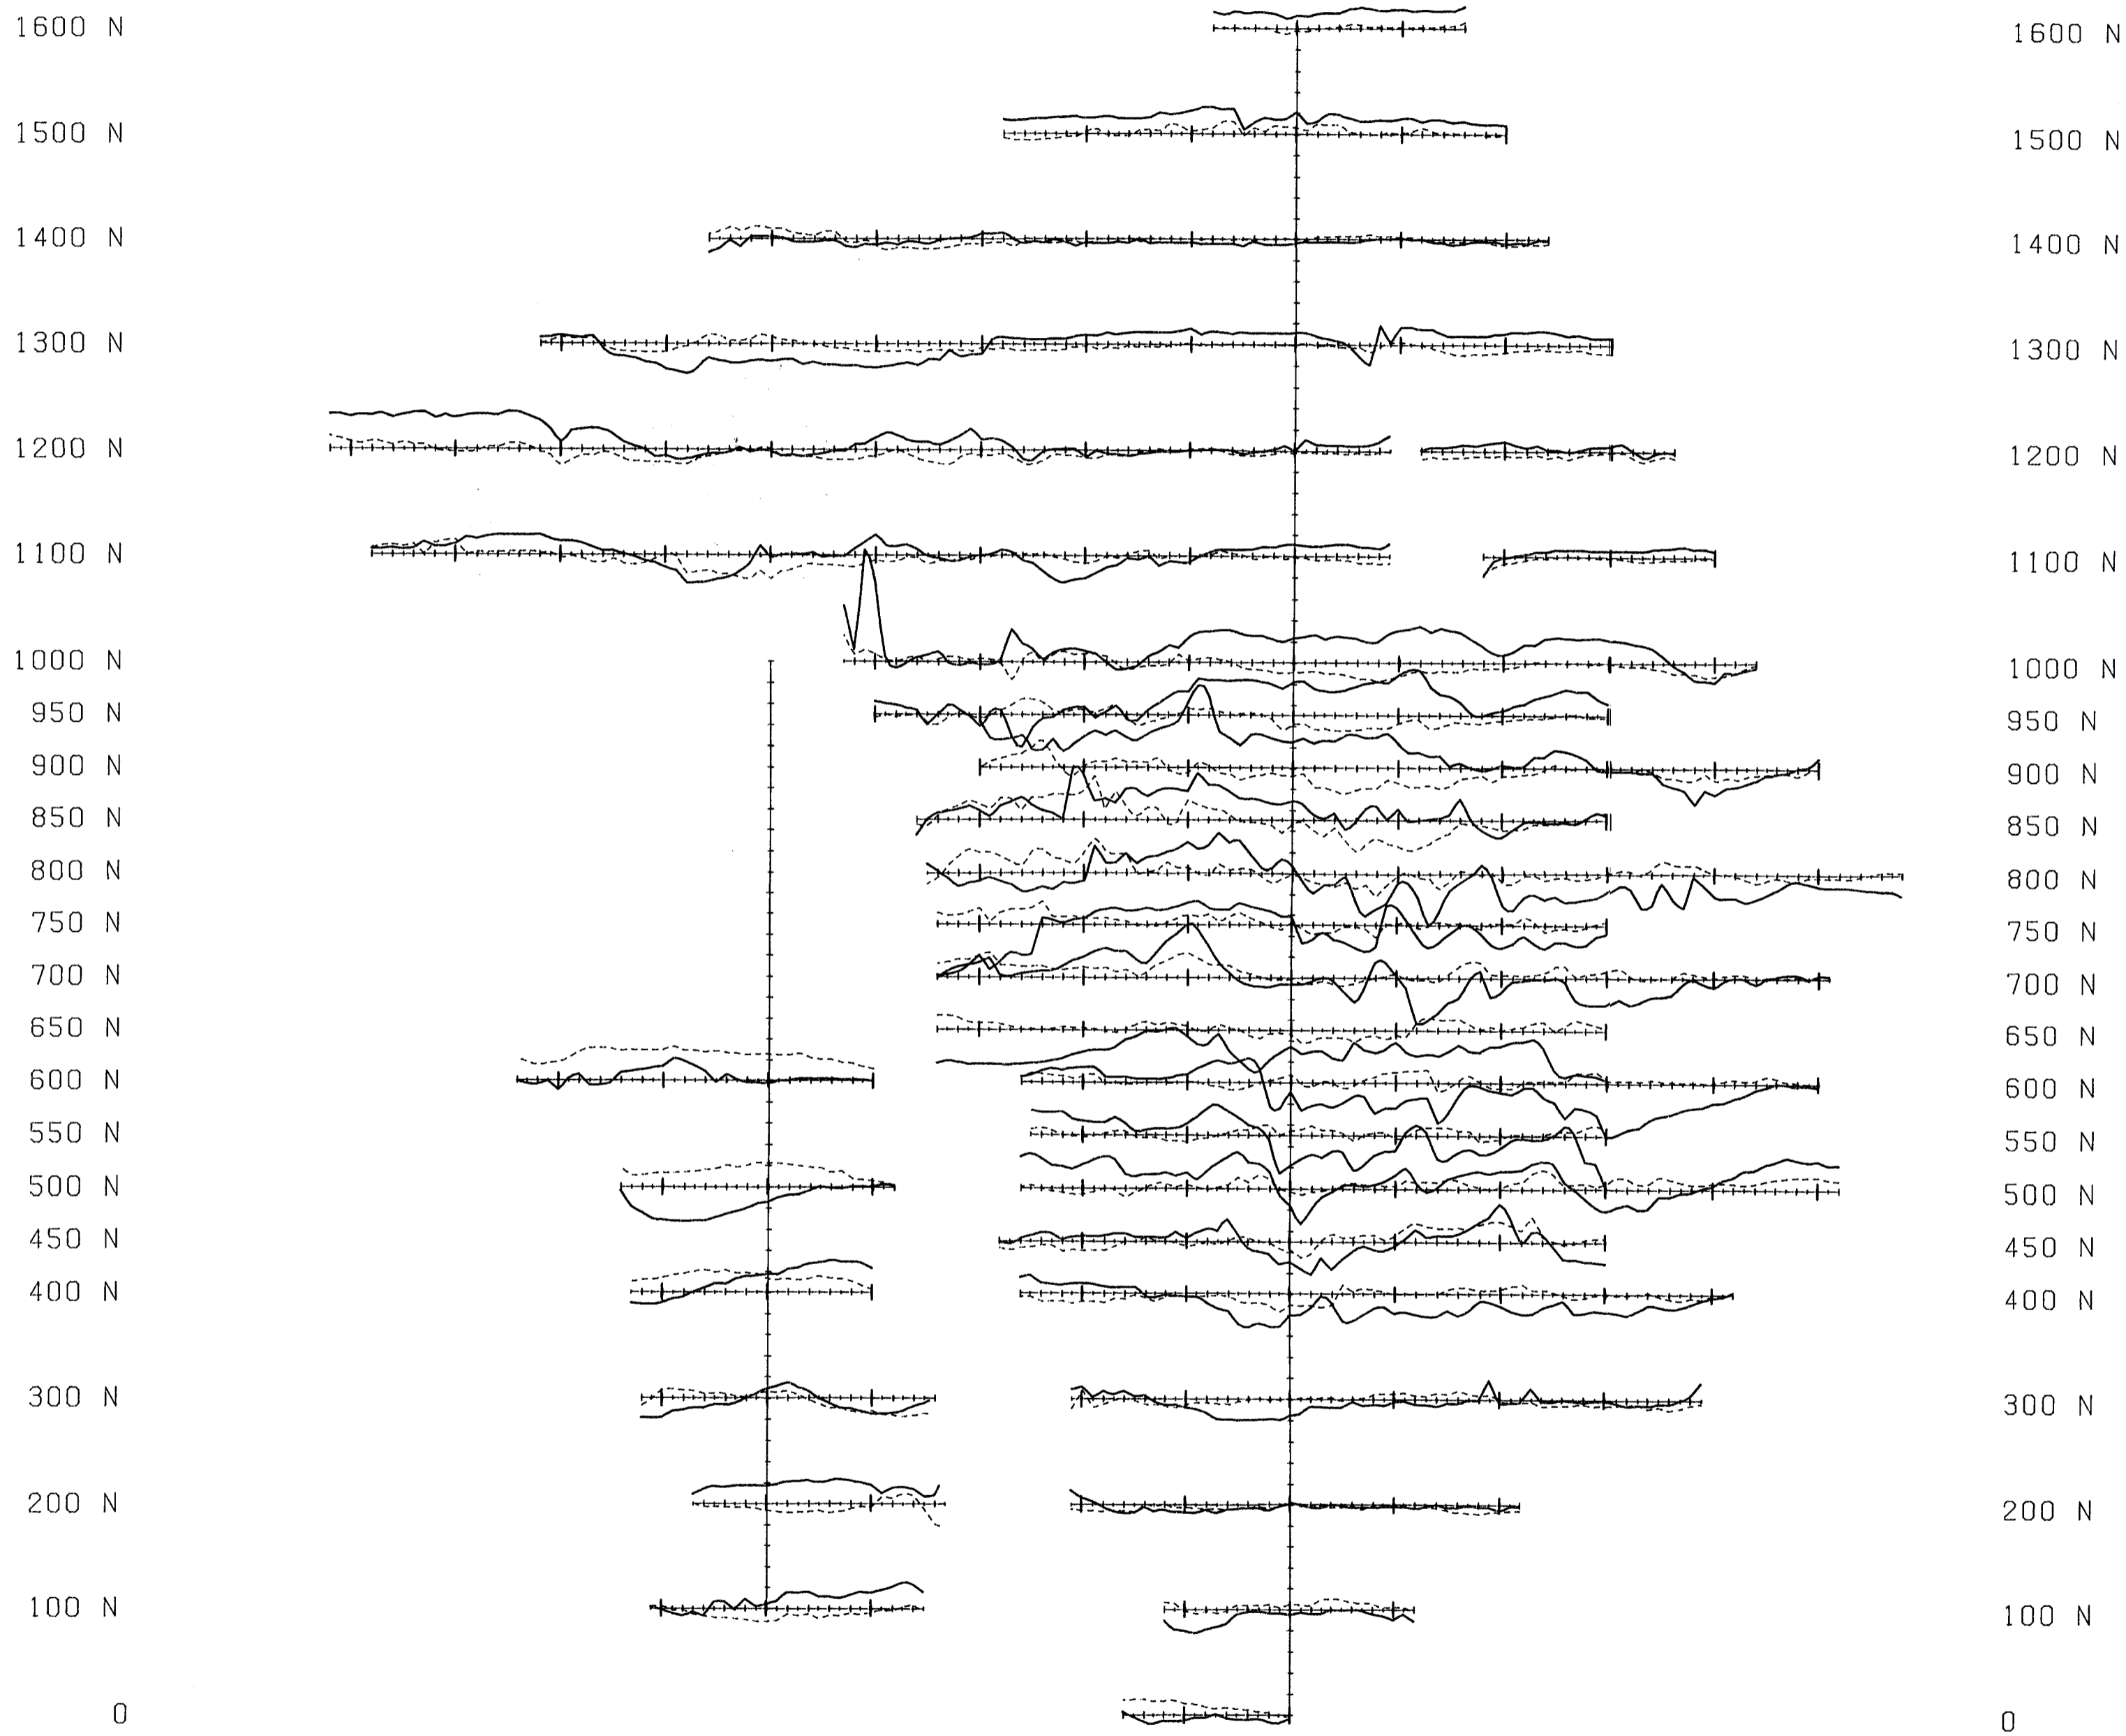 1600 N 1600 N
1500 N 1500 N
1400 N 1400 N
1300 N 1300 N
1200 N 1200 N
1100 N 1100 N
1000 N 1000 N
950 N 950 N
900 N 900 N
850 N 850 N
800 N 800 N
750 N 750 N
700 N 700 N
650 N 650 N
600 N 600 N
550 N 550 N
500 N 500 N
450 N 450 N
400 N 400 N
300 N 300 N
200 N 200 N
100 N 100 N
0 0